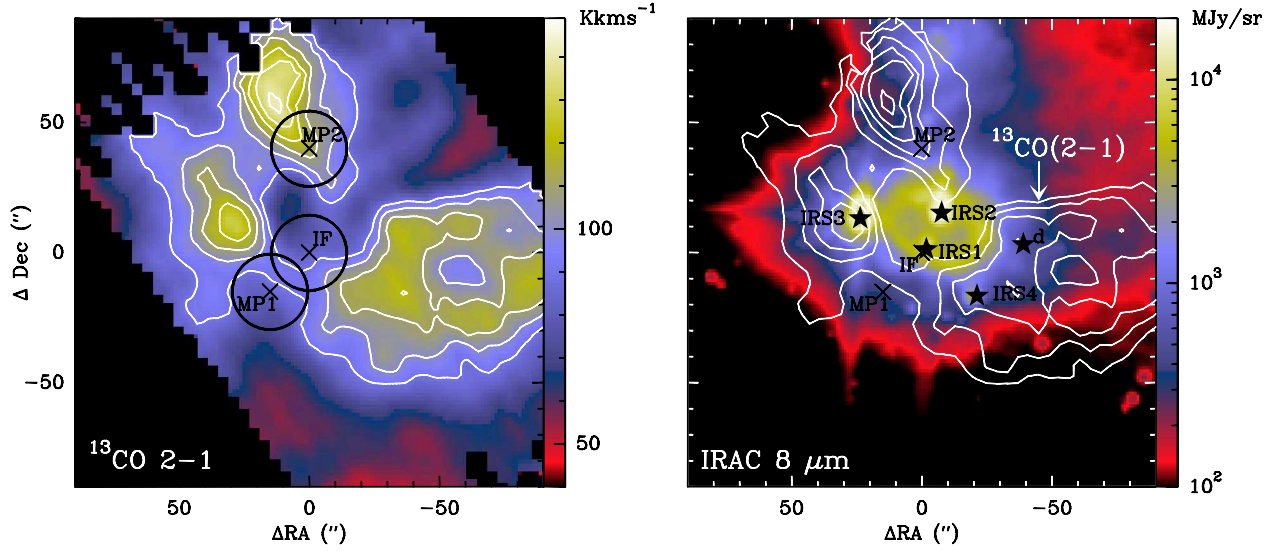 Kkms⁻¹
MJy/sr
50
0
−50
Δ Dec (″)
MP2
IF
MP1
¹³CO 2−1
100
50
50
0
−50
ΔRA (″)
MP2
¹³CO(2−1)
IRS3
IRS2
d
IRS1
IF
MP1
IRS4
IRAC 8 μm
10⁴
10³
10²
50
0
−50
ΔRA (″)